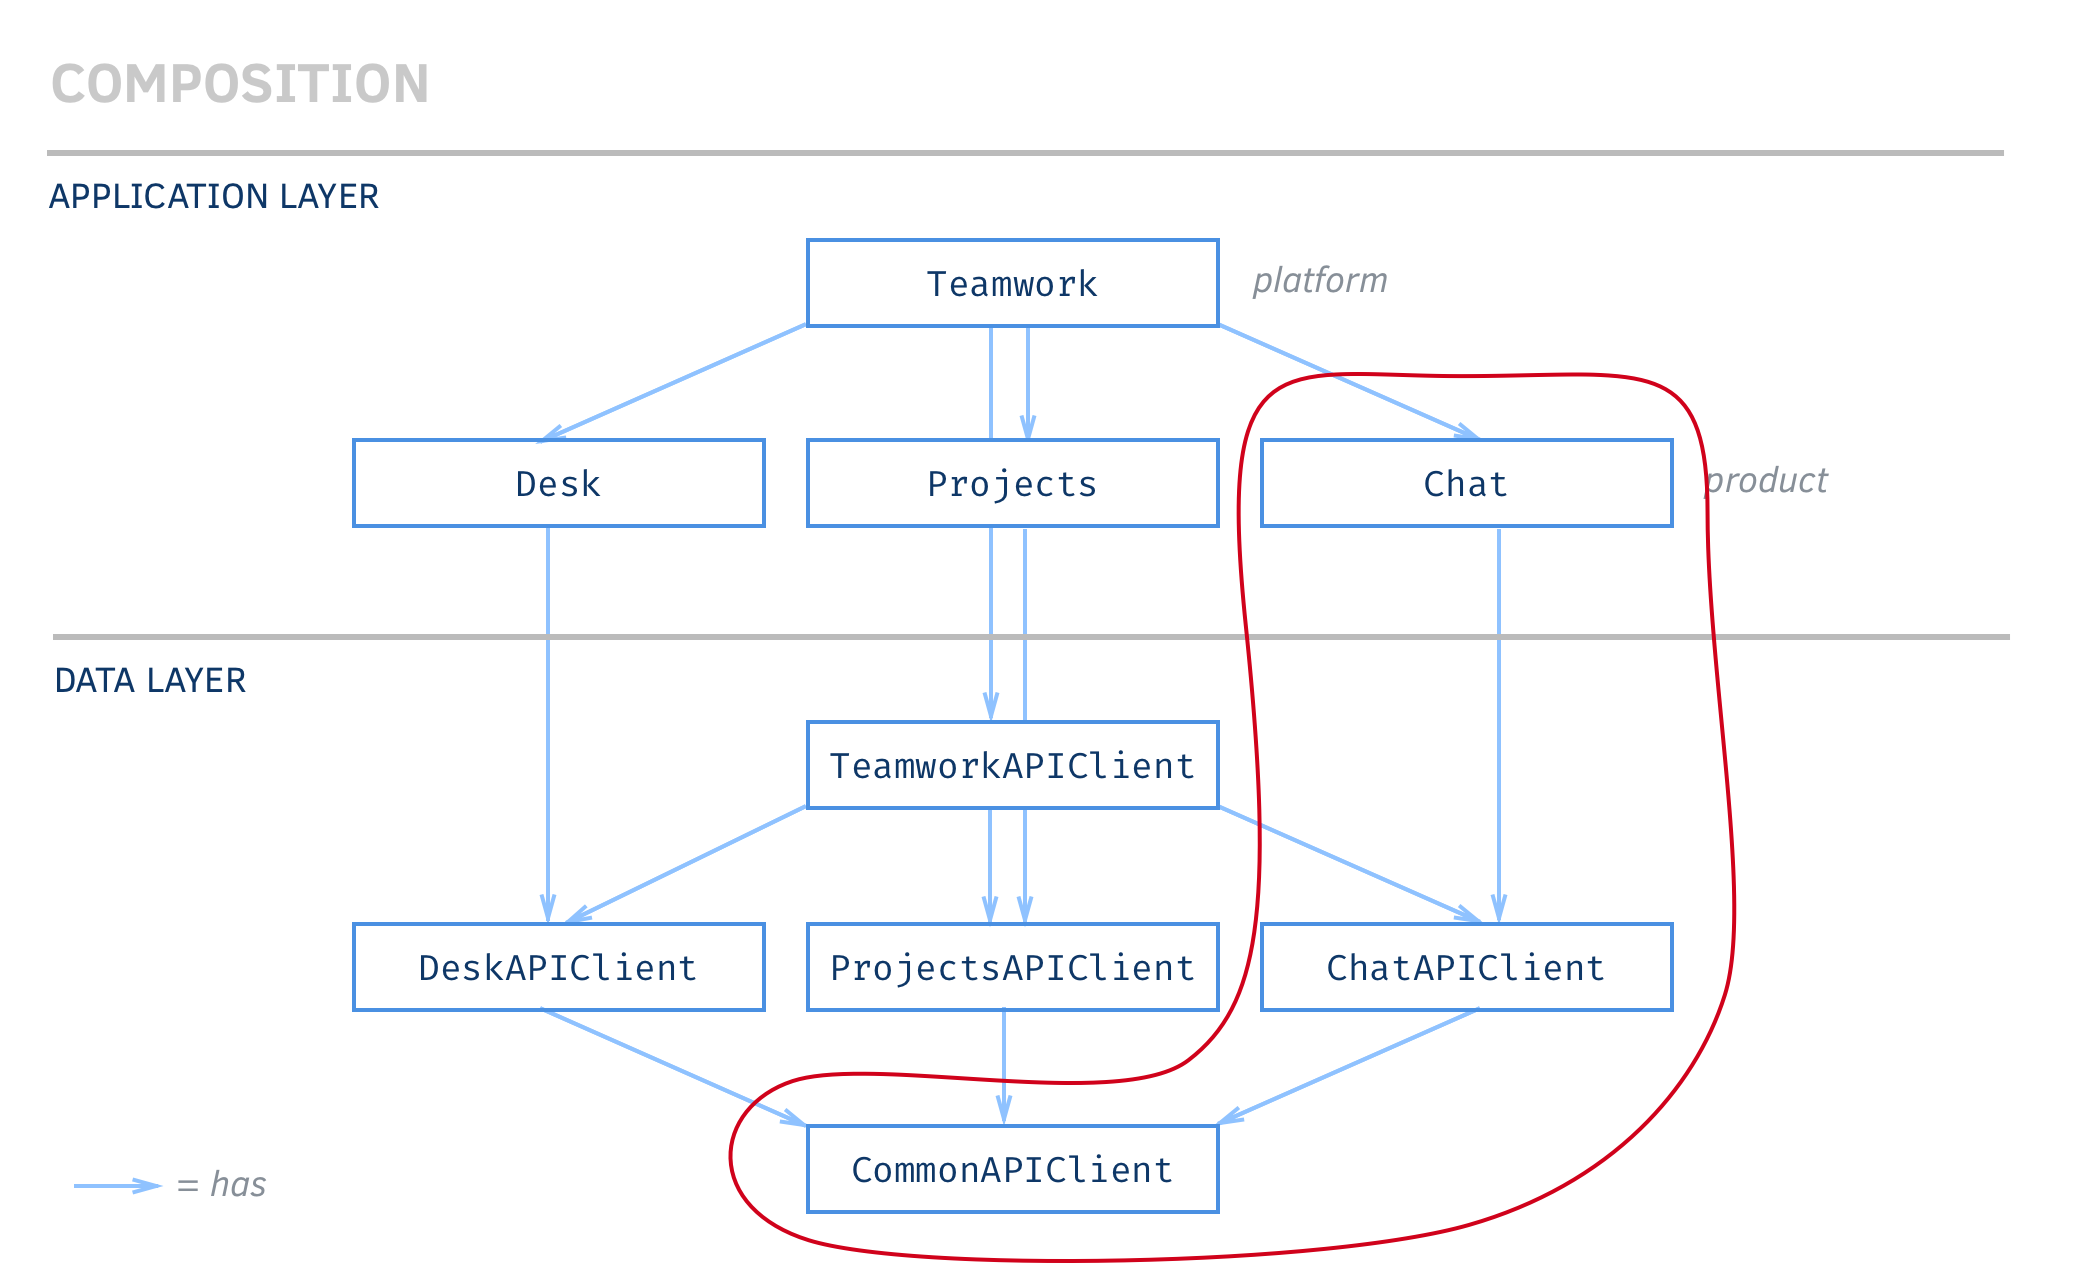 COMPOSITION
APPLICATION LAYER
Teamwork
platform
Desk
Projects
Chat
product
DATA LAYER
TeamworkAPIClient
DeskAPIClient
ProjectsAPIClient
ChatAPIClient
CommonAPIClient
= has